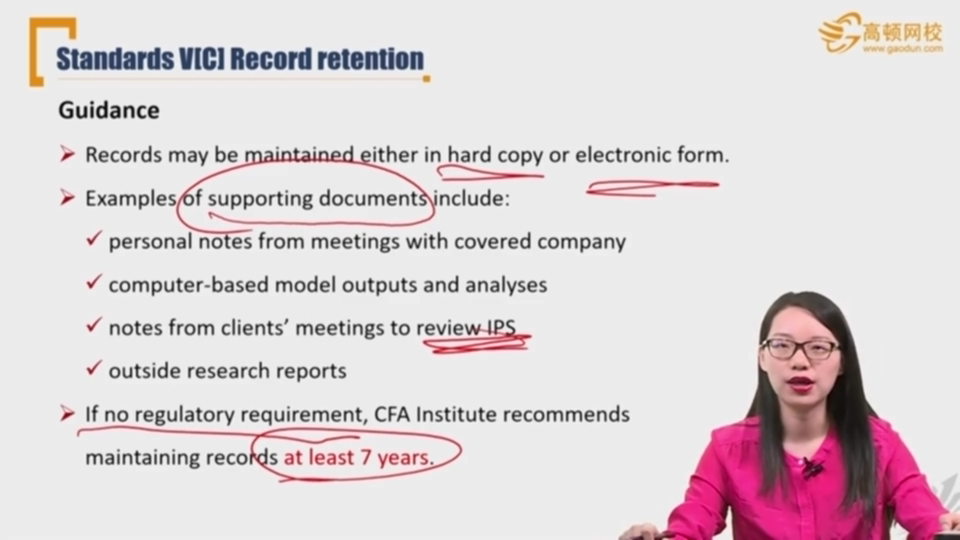 Standards V[C] Record retention
高顿网校
www.gaodun.com
Guidance
Records may be maintained either in hard copy or electronic form.
Examples of supporting documents include:
personal notes from meetings with covered company
computer-based model outputs and analyses
notes from clients’ meetings to review IPS
outside research reports
If no regulatory requirement, CFA Institute recommends
maintaining records at least 7 years.